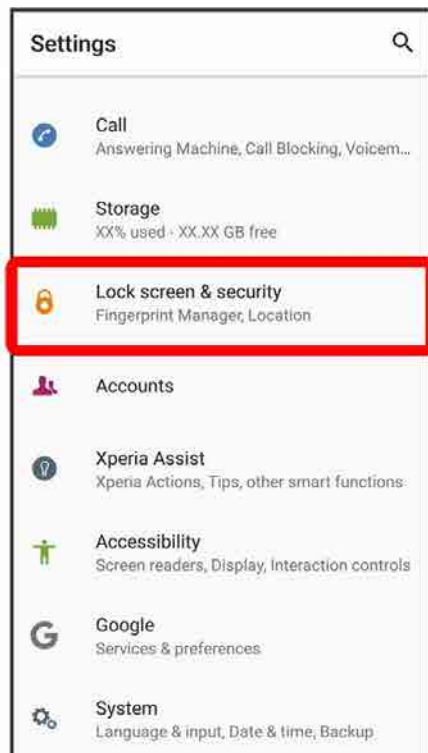 Settings
Call
Answering Machine, Call Blocking, Voicem...
Storage
XX% used - XX.XX GB free
Lock screen & security
Fingerprint Manager, Location
Accounts
Xperia Assist
Xperia Actions, Tips, other smart functions
Accessibility
Screen readers, Display, Interaction controls
Google
Services & preferences
System
Language & input, Date & time, Backup